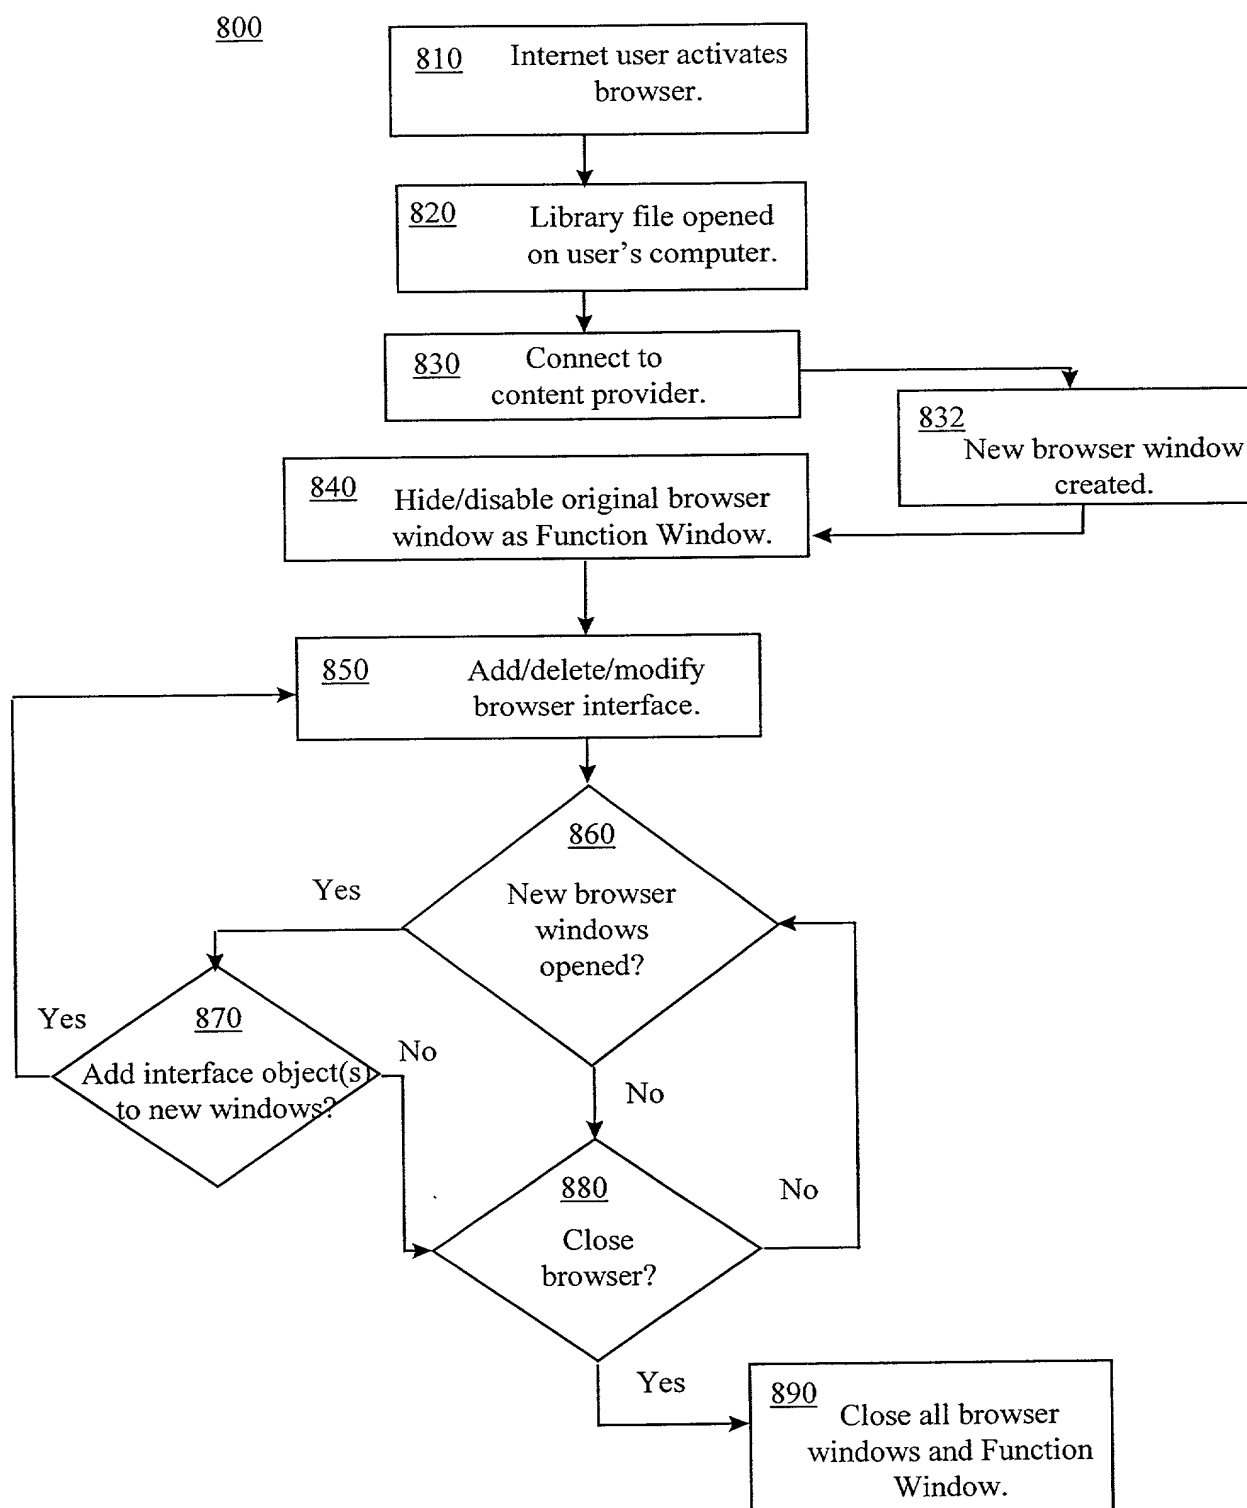 800
810 Internet user activates
browser.
820 Library file opened
on user's computer.
830 Connect to
content provider.
832
New browser window
created.
840 Hide/disable original browser
window as Function Window.
850 Add/delete/modify
browser interface.
860
Yes
New browser
windows
opened?
870
Yes
No
Add interface object(s)
to new windows?
No
880
No
Close
browser?
Yes
890
Close all browser
windows and Function
Window.